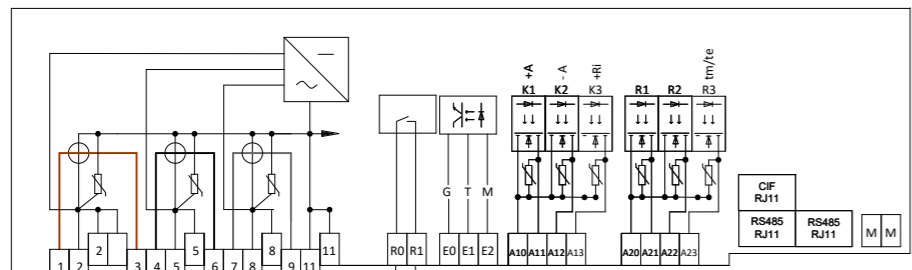 +A
- A
+Ri
tm/te
K1 K2 K3 R1 R2 R3
G T M
CIF
RJ11
RS485
RJ11
RS485
RJ11
M M
2 5 8 11
R0 R1 E0 E1 E2 A10 A11 A12 A13 A20 A21 A22 A23
1 2 3 4 5 6 7 8 9 11